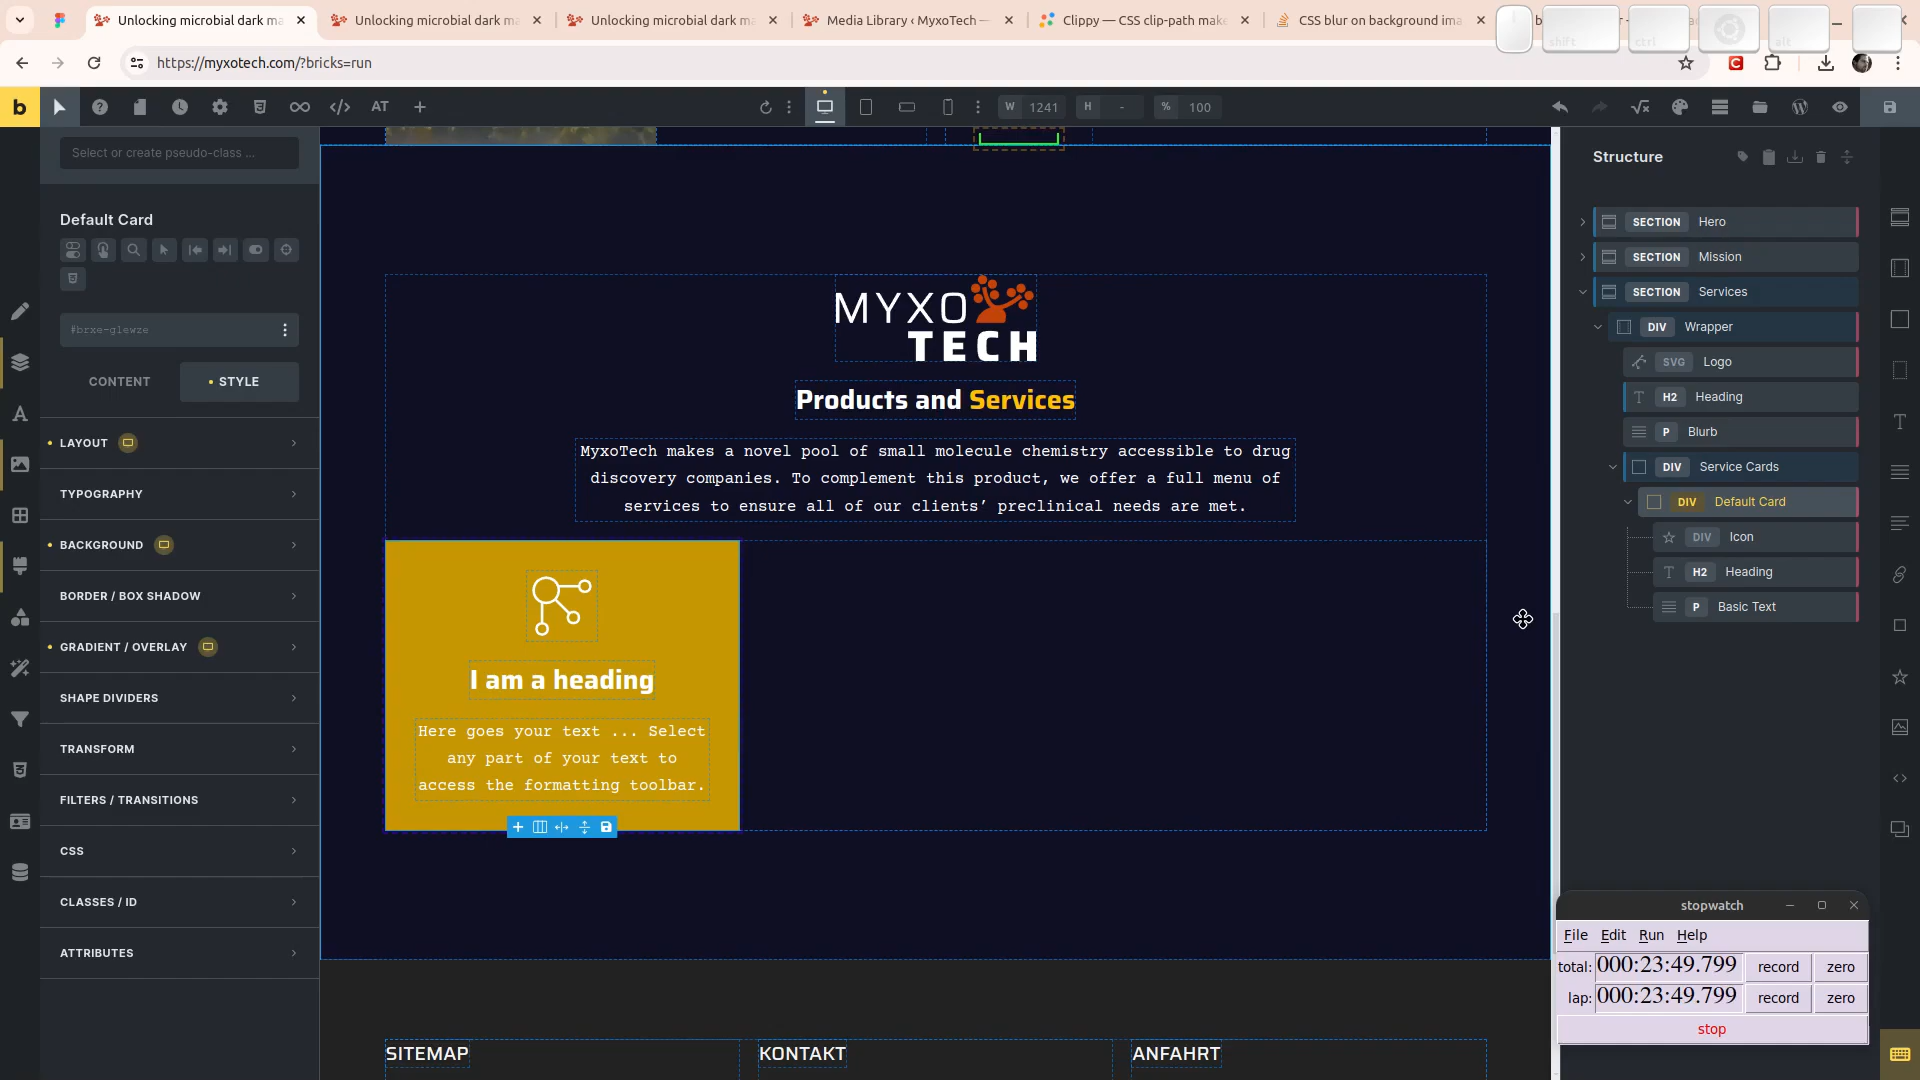 Unlocking microbial dark ma
Unlocking microbial dark ma
Unlocking microbial dark ma
Media Library ‹ MyxoTech —
Clippy — CSS clip-path make
CSS blur on background ima
shift
ctrl
alt
https://myxotech.com/?bricks=run
b
AT
W 1241
H -
% 100
Select or create pseudo-class ...
Default Card
#brxe-glewze
CONTENT
STYLE
LAYOUT
TYPOGRAPHY
BACKGROUND
BORDER / BOX SHADOW
GRADIENT / OVERLAY
SHAPE DIVIDERS
TRANSFORM
FILTERS / TRANSITIONS
CSS
CLASSES / ID
ATTRIBUTES
MYXO
TECH
Products and Services
MyxoTech makes a novel pool of small molecule chemistry accessible to drug
discovery companies. To complement this product, we offer a full menu of
services to ensure all of our clients’ preclinical needs are met.
I am a heading
Here goes your text ... Select
any part of your text to
access the formatting toolbar.
SITEMAP
KONTAKT
ANFAHRT
Structure
SECTION Hero
SECTION Mission
SECTION Services
DIV Wrapper
SVG Logo
H2 Heading
P Blurb
DIV Service Cards
DIV Default Card
DIV Icon
H2 Heading
P Basic Text
stopwatch
File Edit Run Help
total: 000:23:49.799 record zero
lap: 000:23:49.799 record zero
stop